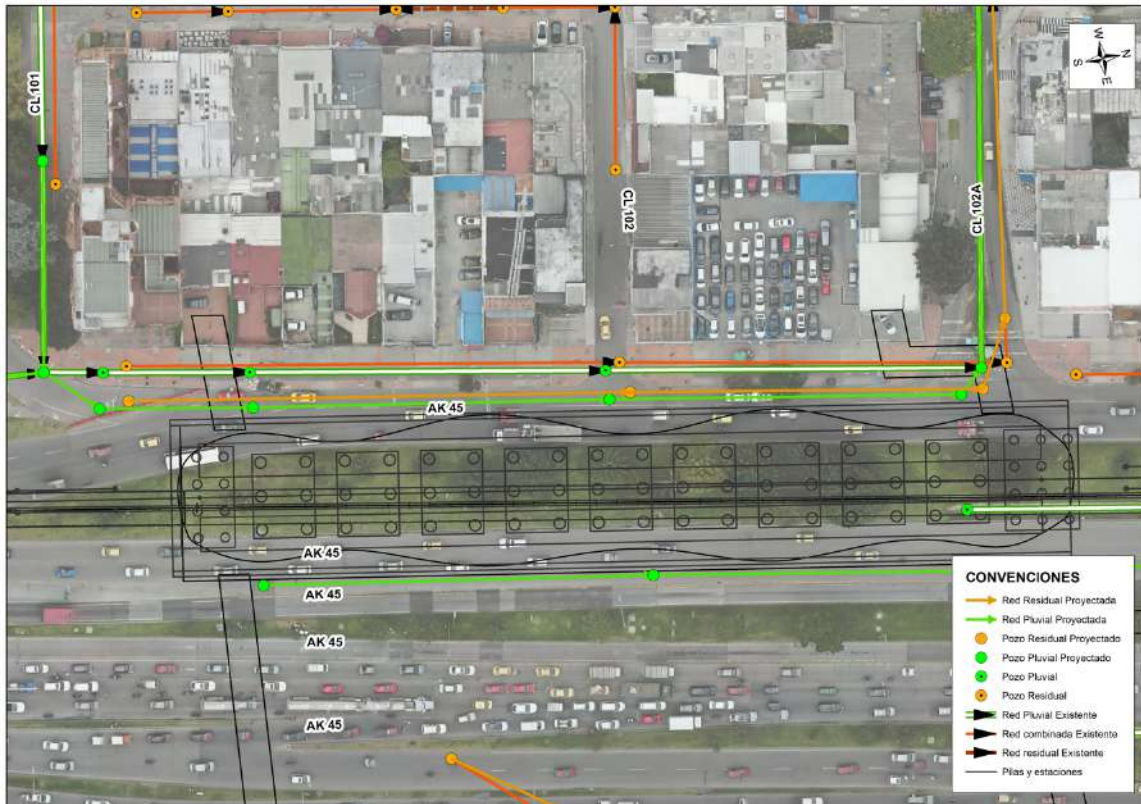 CL 101
W
N
S
E
CL 102
CL 102A
AK 45
AK 45
AK 45
AK 45
AK 45
CONVENCIONES
Red Residual Proyectada
Red Pluvial Proyectada
Pozo Residual Proyectado
Pozo Pluvial Proyectado
Pozo Pluvial
Pozo Residual
Red Pluvial Existente
Red combinada Existente
Red residual Existente
Pilas y estaciones